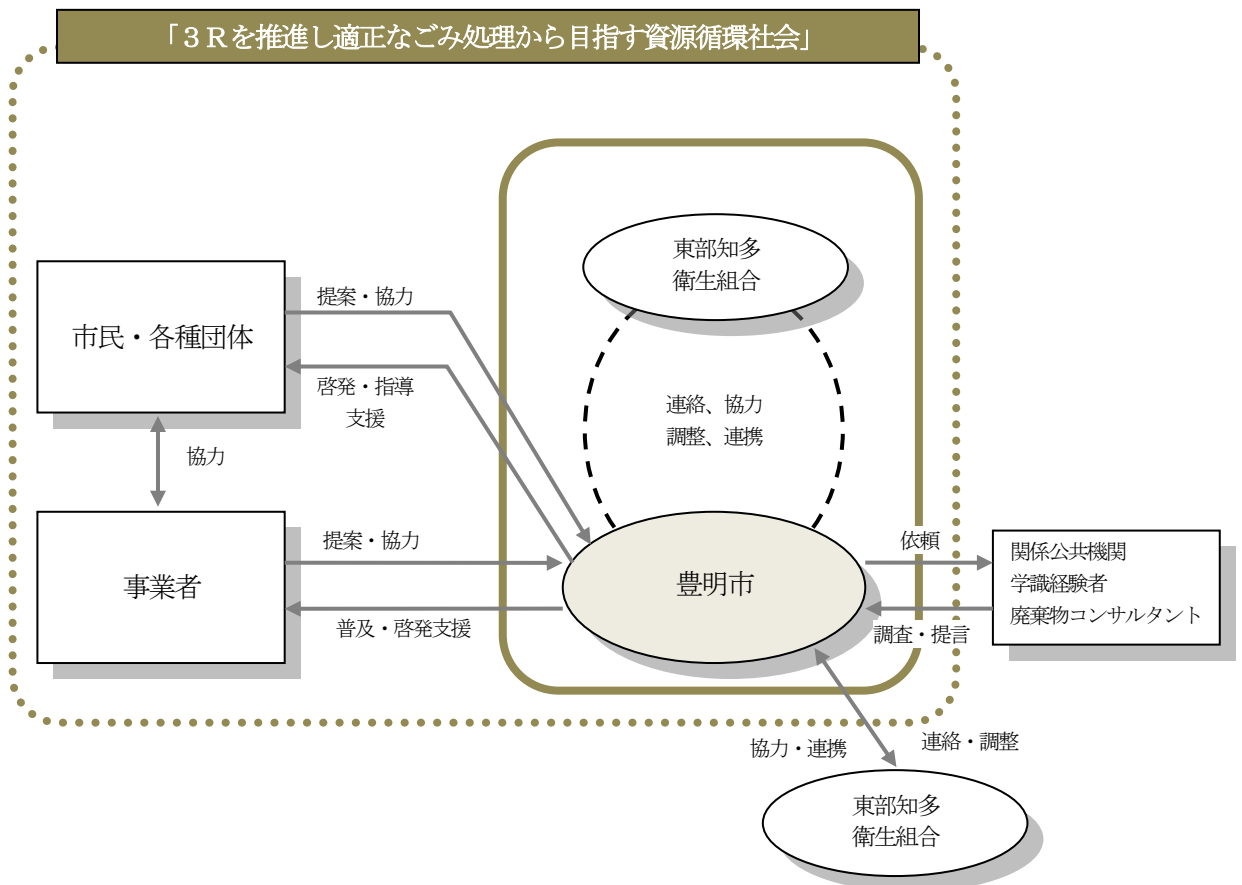 「３Ｒを推進し適正なごみ処理から目指す資源循環社会」
東部知多
衛生組合
市民・各種団体
提案・協力
啓発・指導
支援
連絡、協力
調整、連携
協力
事業者
提案・協力
普及・啓発支援
豊明市
依頼
調査・提言
関係公共機関
学識経験者
廃棄物コンサルタント
協力・連携
連絡・調整
東部知多
衛生組合